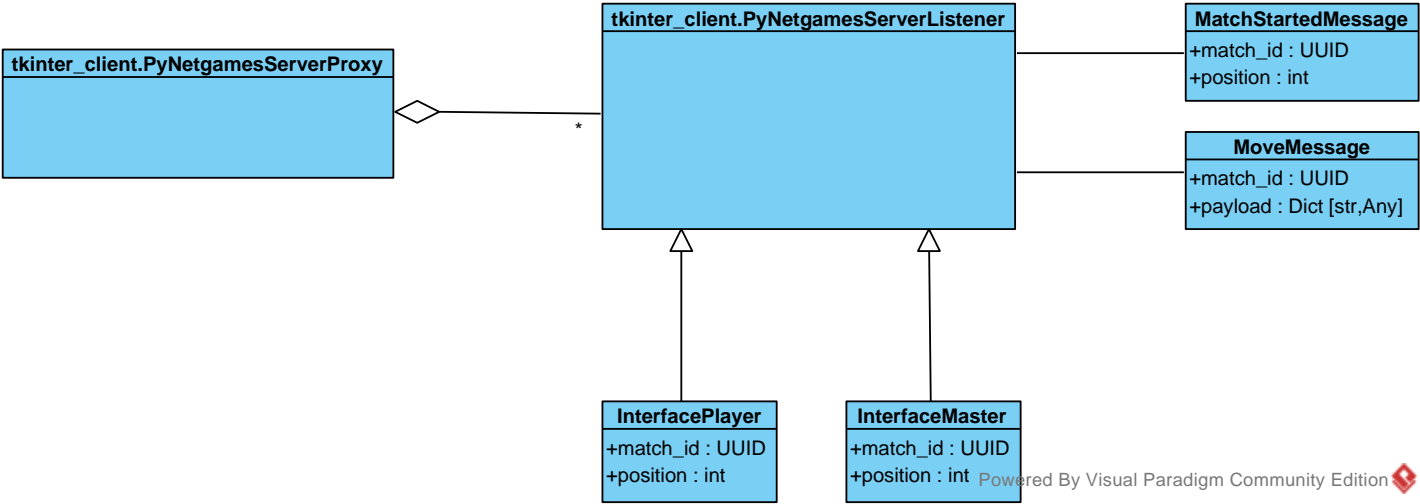 tkinter_client.PyNetgamesServerProxy
tkinter_client.PyNetgamesServerListener
*
MatchStartedMessage
+match_id : UUID
+position : int
MoveMessage
+match_id : UUID
+payload : Dict [str,Any]
InterfacePlayer
+match_id : UUID
+position : int
InterfaceMaster
+match_id : UUID
+position : int
Powered By Visual Paradigm Community Edition